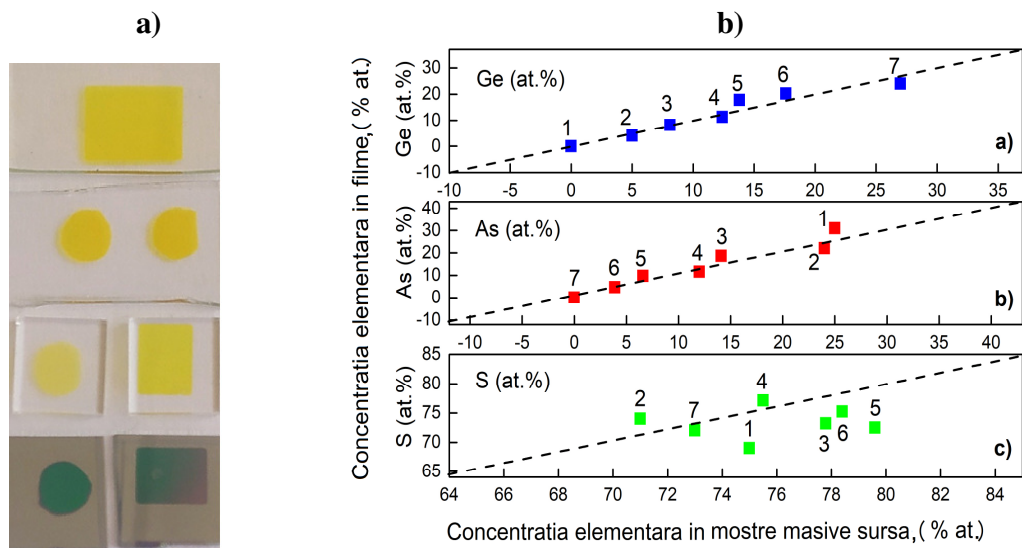 a)
b)
Concentratia elementara in filme,( % at.)
Ge (at.%)
30
20
10
0
-10
Ge (at.%)
1
2
3
4
5
6
7
a)
-10 -5 0 5 10 15 20 25 30 35
As (at.%)
40
30
20
10
0
-10
As (at.%)
7
6
5
4
3
2
1
b)
-10 -5 0 5 10 15 20 25 30 35 40
S (at.%)
85
80
75
70
65
S (at.%)
2
7
1
4
3
6
5
c)
64 66 68 70 72 74 76 78 80 82 84
Concentratia elementara in mostre masive sursa,( % at.)